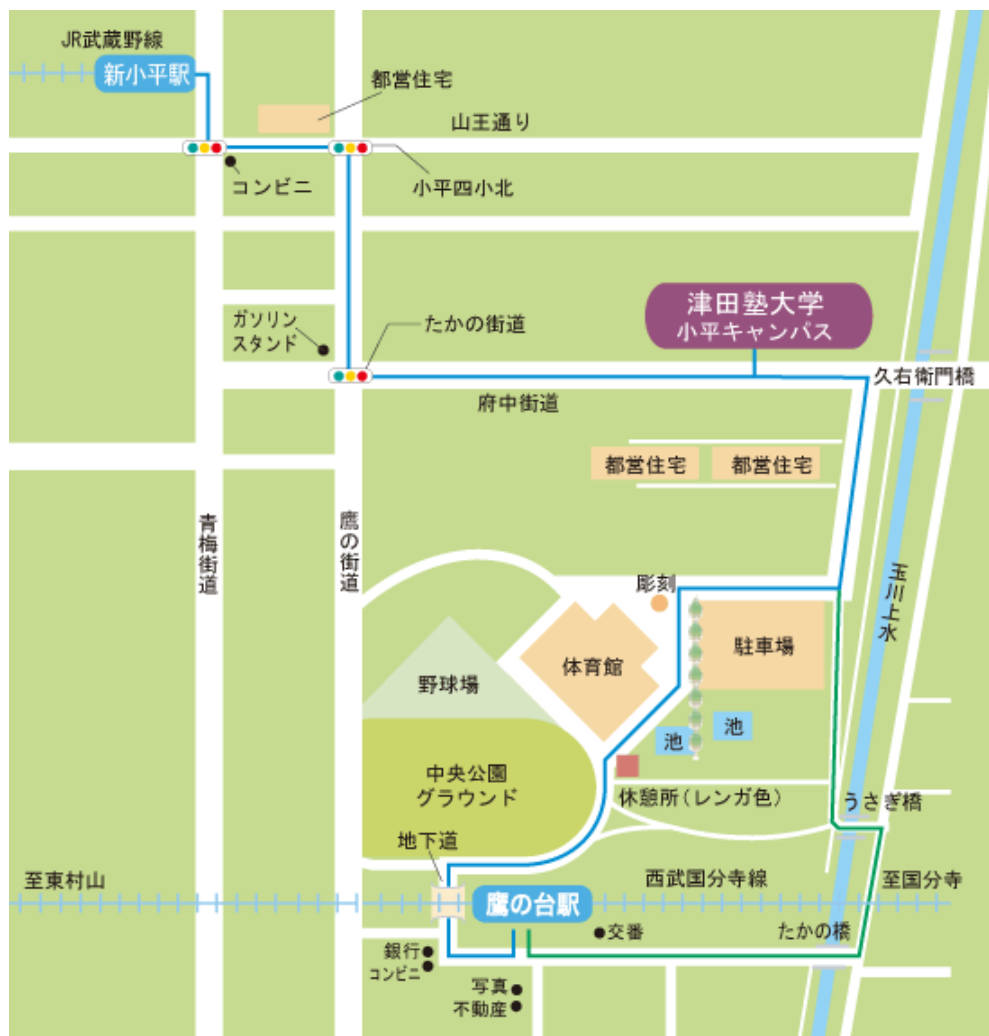 JR武蔵野線
新小平駅
都営住宅
山王通り
コンビニ
小平四小北
ガソリン
スタンド
たかの街道
津田塾大学
小平キャンパス
久右衛門橋
府中街道
都営住宅
都営住宅
青梅街道
鷹の街道
玉川上水
彫刻
体育館
駐車場
野球場
池
池
中央公園
グラウンド
休憩所(レンガ色)
うさぎ橋
地下道
至東村山
西武国分寺線
至国分寺
鷹の台駅
交番
たかの橋
銀行
コンビニ
写真
不動産